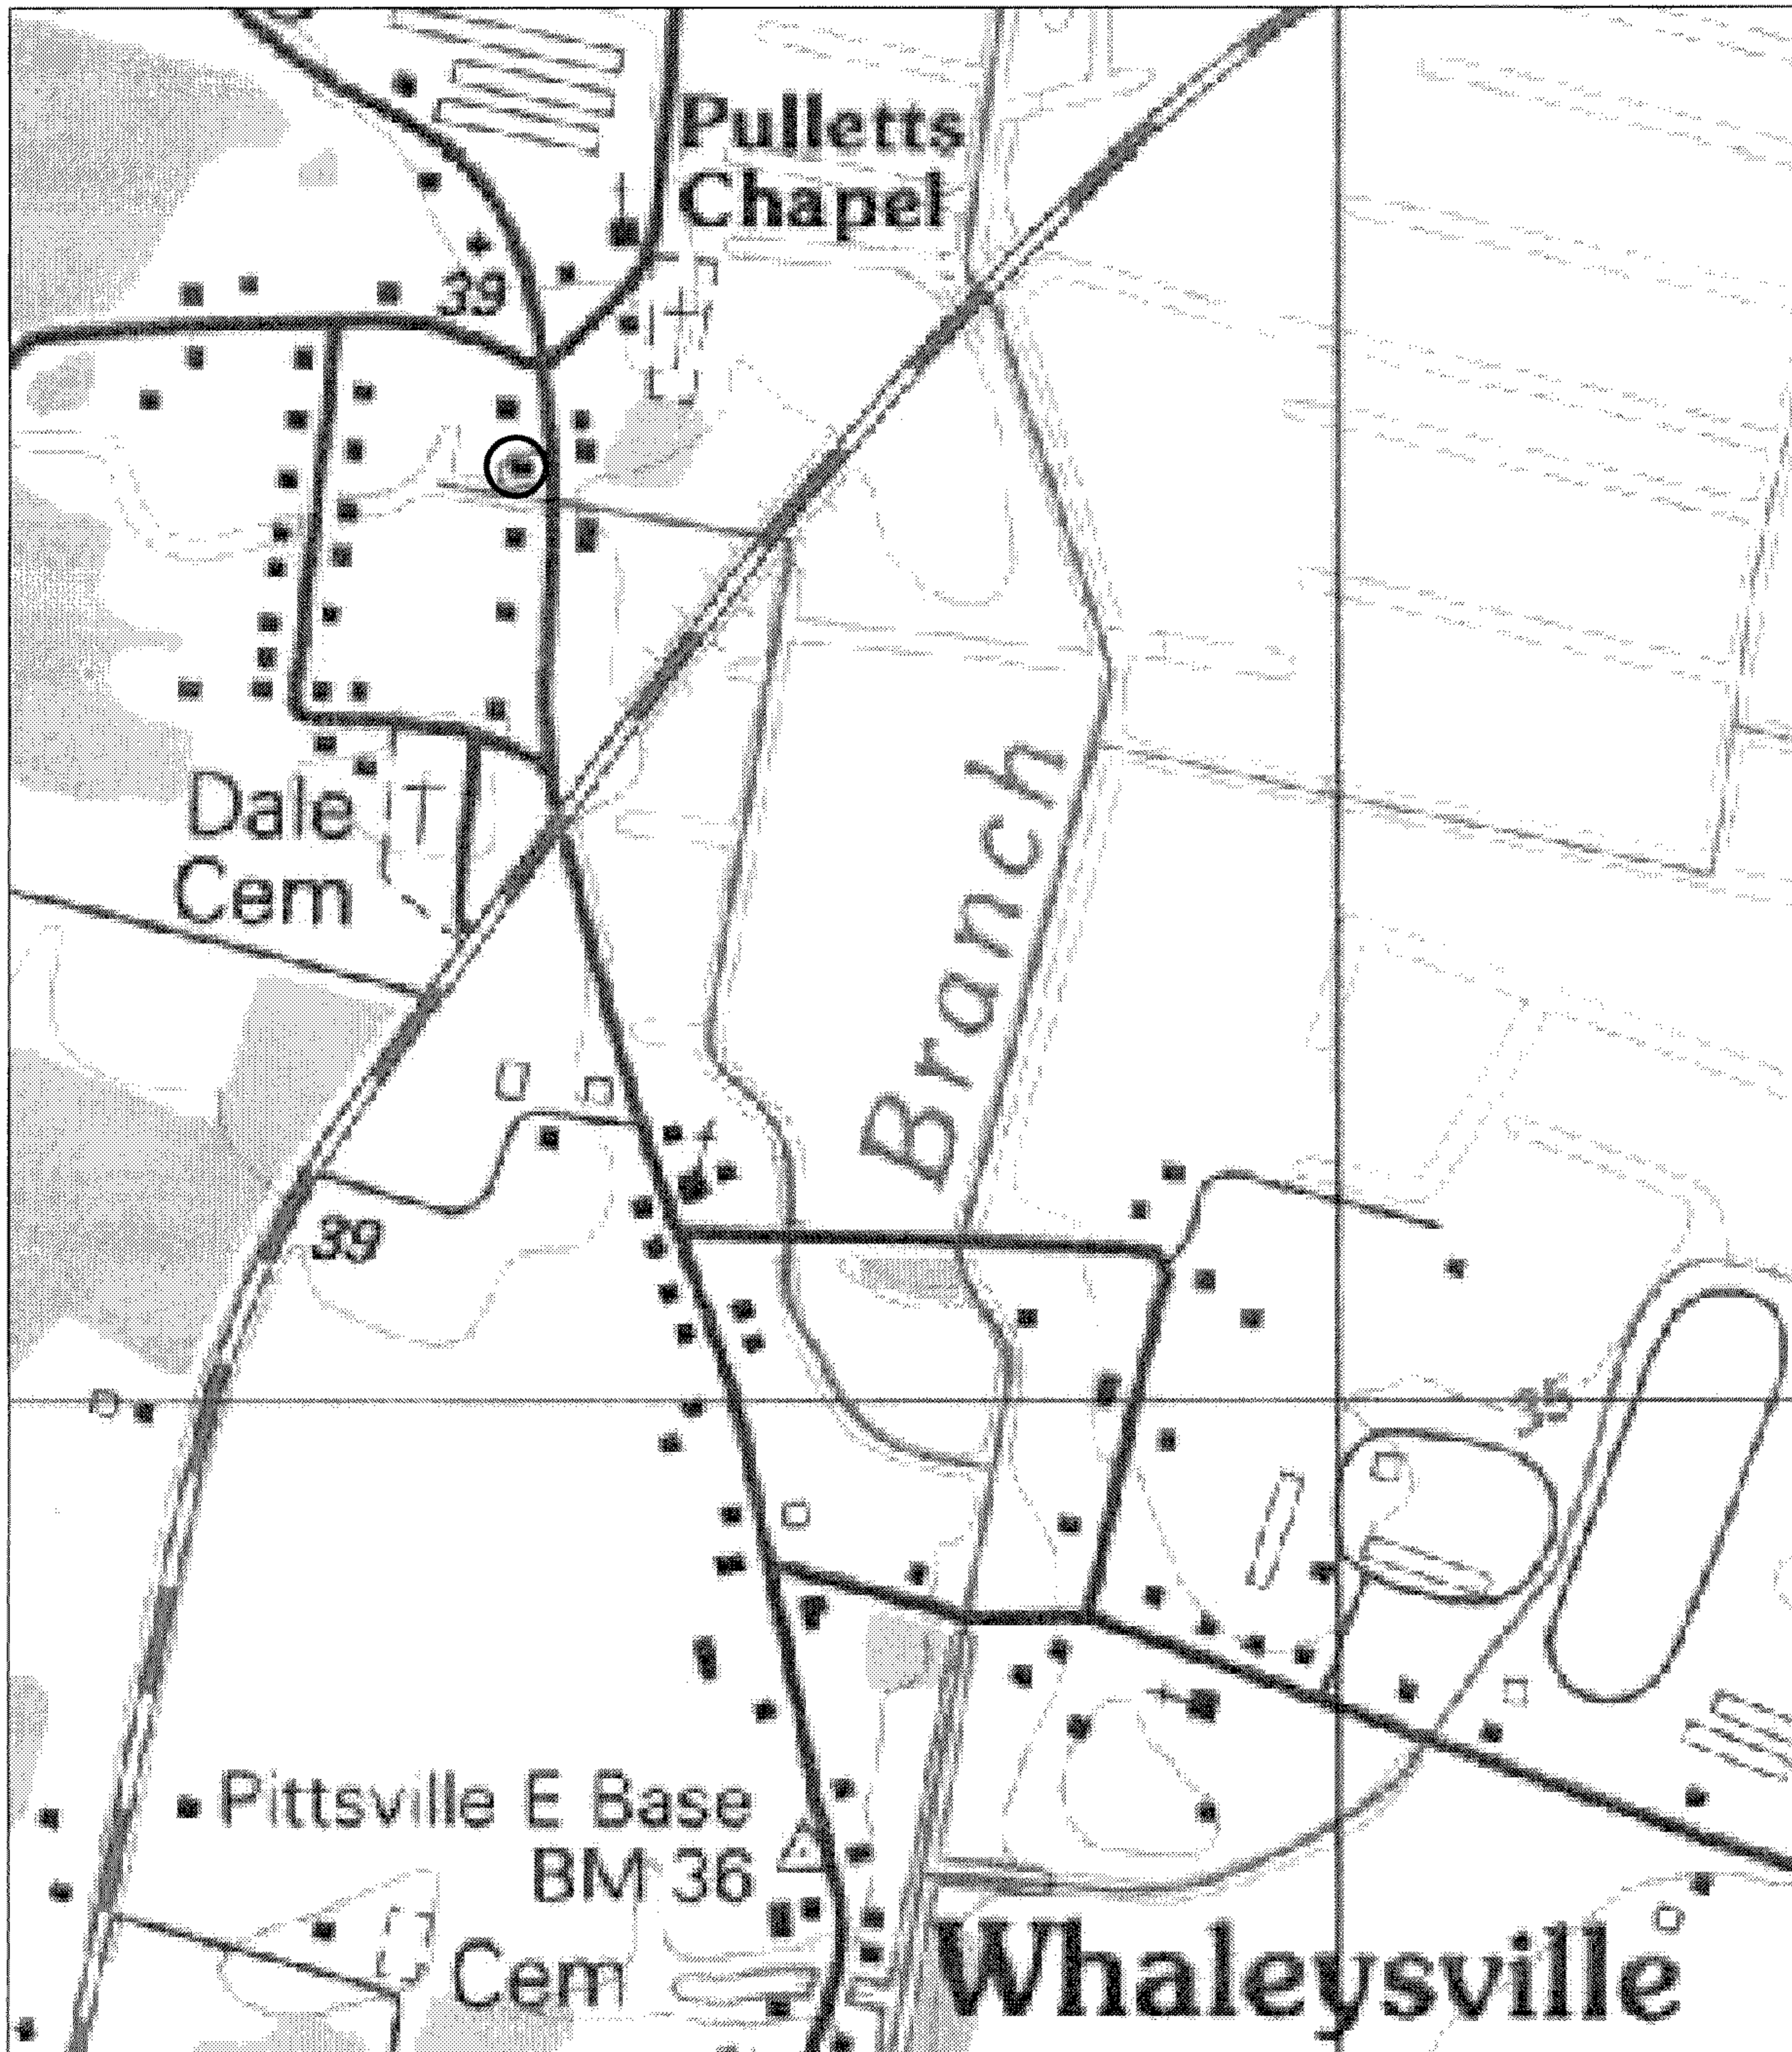 Pulletts
Chapel
39
Dale
Cem
Branch
39
35
Pittsville E Base
BM 36
Cem
Whaleysville